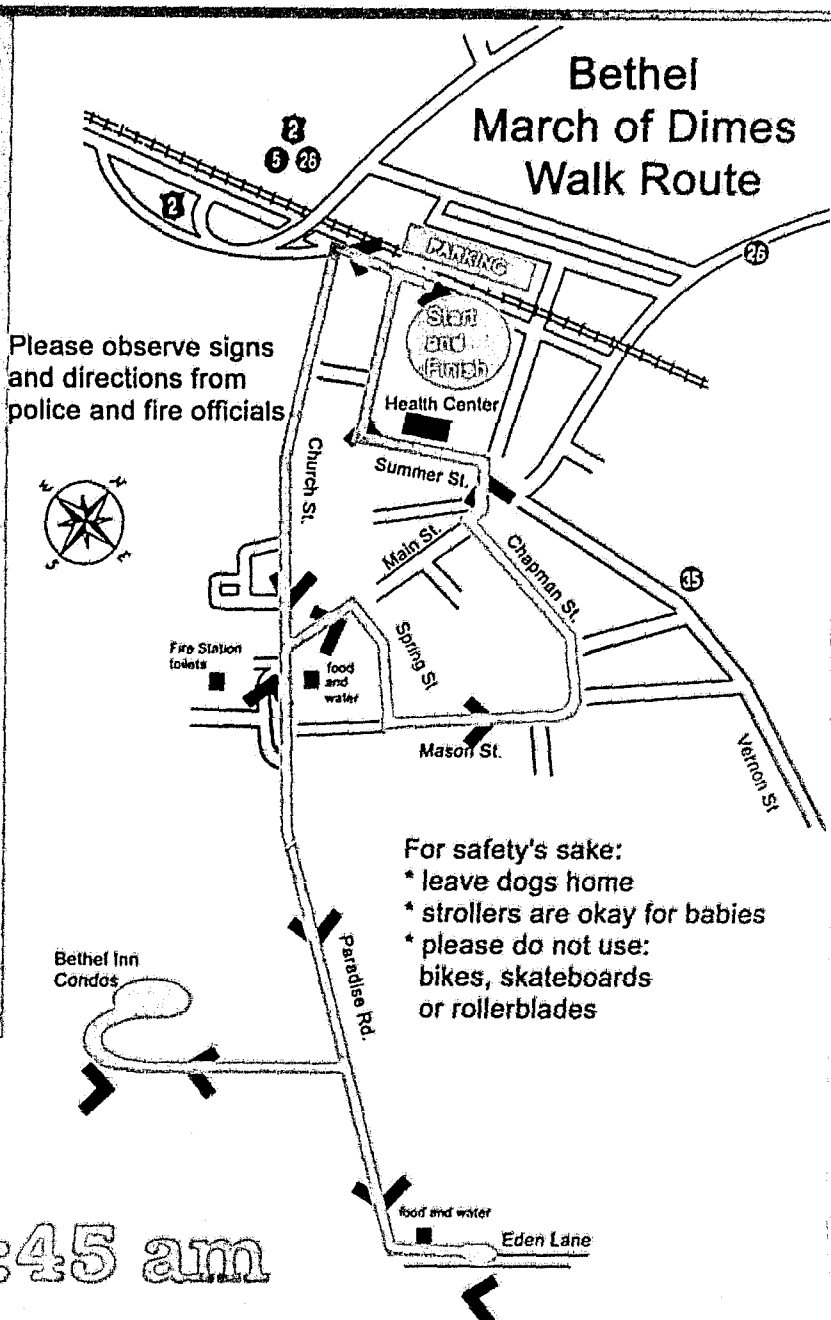 Bethel
March of Dimes
Walk Route
2
5 26
2
26
PARKING
Start
and
Finish
Please observe signs
and directions from
police and fire officials
Health Center
Church St.
Summer St.
W N
S E
Main St.
Chapman St.
35
Fire Station
toilets
food
and
water
Spring St
Mason St.
Vernon St
For safety's sake:
* leave dogs home
* strollers are okay for babies
* please do not use:
bikes, skateboards
or rollerblades
Bethel Inn
Condos
Paradise Rd.
food and water
Eden Lane
:45 am